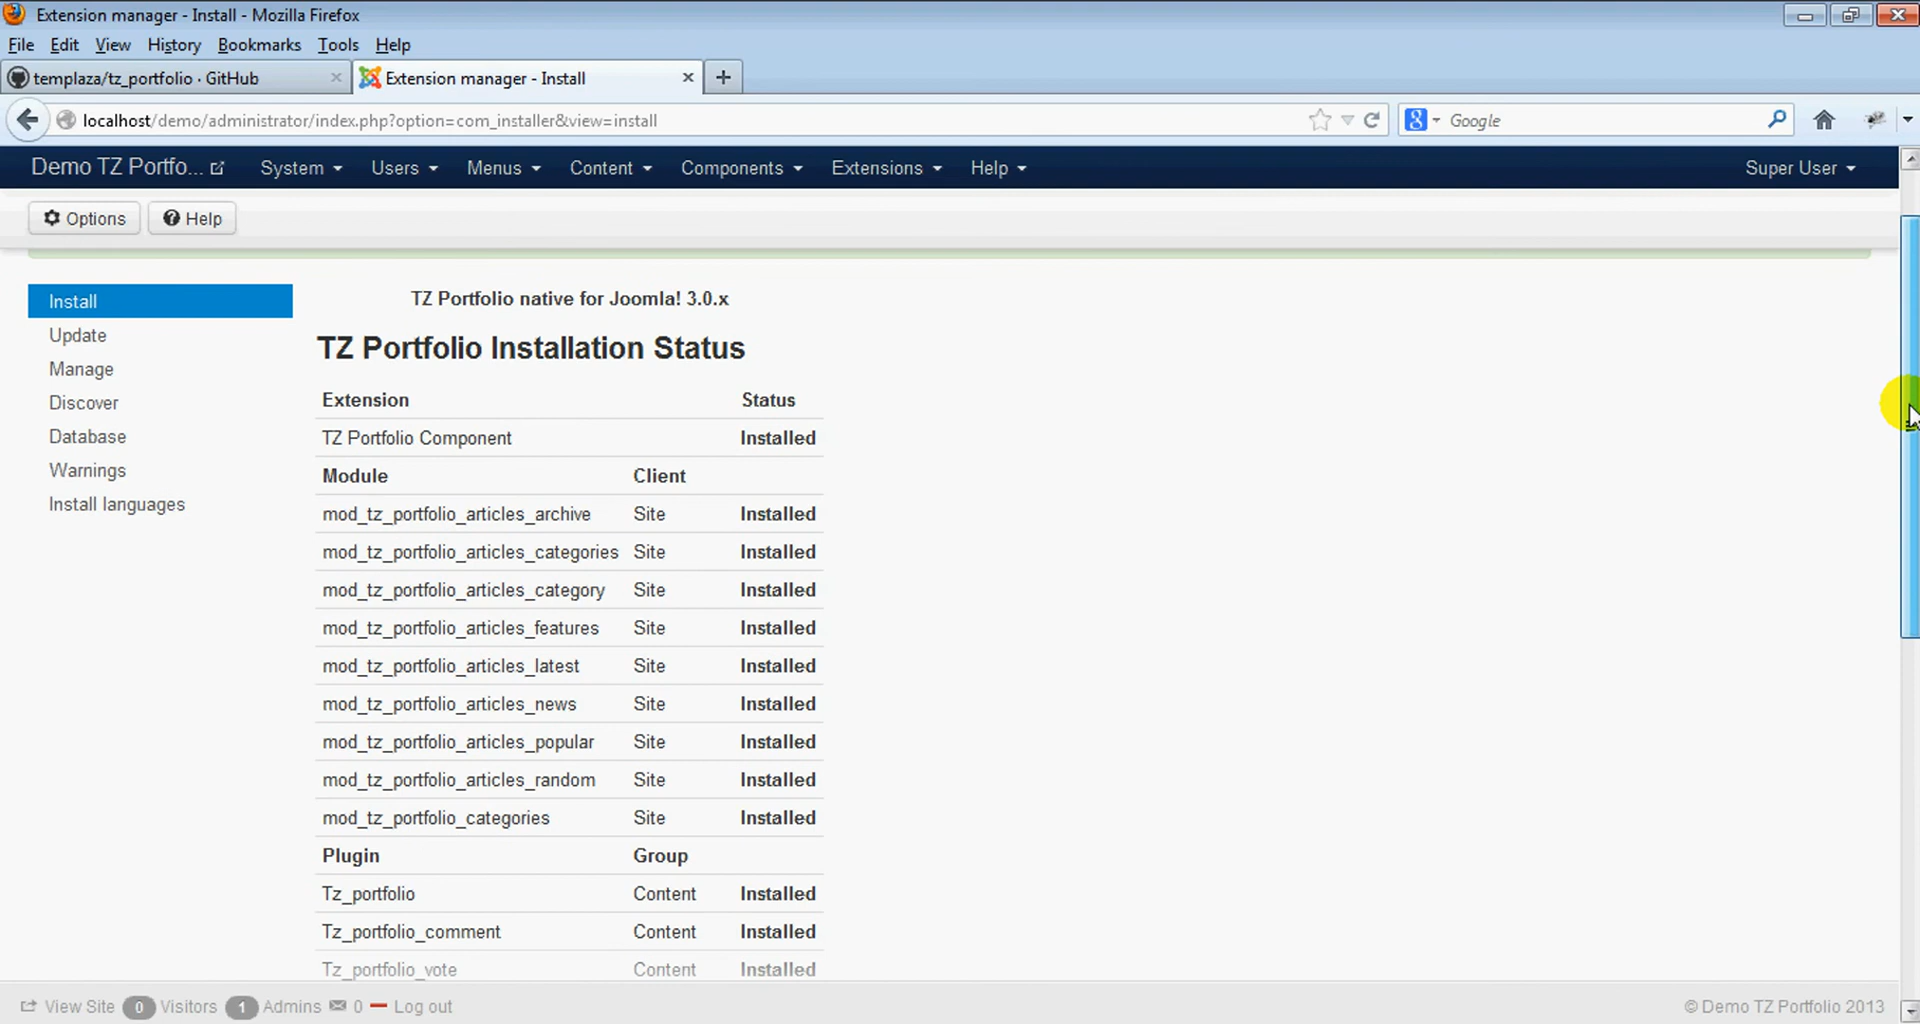 Extension manager - Install - Mozilla Firefox
File Edit View History Bookmarks Tools Help
templaza/tz_portfolio · GitHub × Extension manager - Install × +
localhost/demo/administrator/index.php?option=com_installer&view=install Google
Demo TZ Portfo... System Users Menus Content Components Extensions Help Super User
Options Help
Install
Update
Manage
Discover
Database
Warnings
Install languages
TZ Portfolio native for Joomla! 3.0.x
TZ Portfolio Installation Status
Extension Status
TZ Portfolio Component Installed
Module Client
mod_tz_portfolio_articles_archive Site Installed
mod_tz_portfolio_articles_categories Site Installed
mod_tz_portfolio_articles_category Site Installed
mod_tz_portfolio_articles_features Site Installed
mod_tz_portfolio_articles_latest Site Installed
mod_tz_portfolio_articles_news Site Installed
mod_tz_portfolio_articles_popular Site Installed
mod_tz_portfolio_articles_random Site Installed
mod_tz_portfolio_categories Site Installed
Plugin Group
Tz_portfolio Content Installed
Tz_portfolio_comment Content Installed
Tz_portfolio_vote Content Installed
View Site 0 Visitors 1 Admins 0 Log out © Demo TZ Portfolio 2013